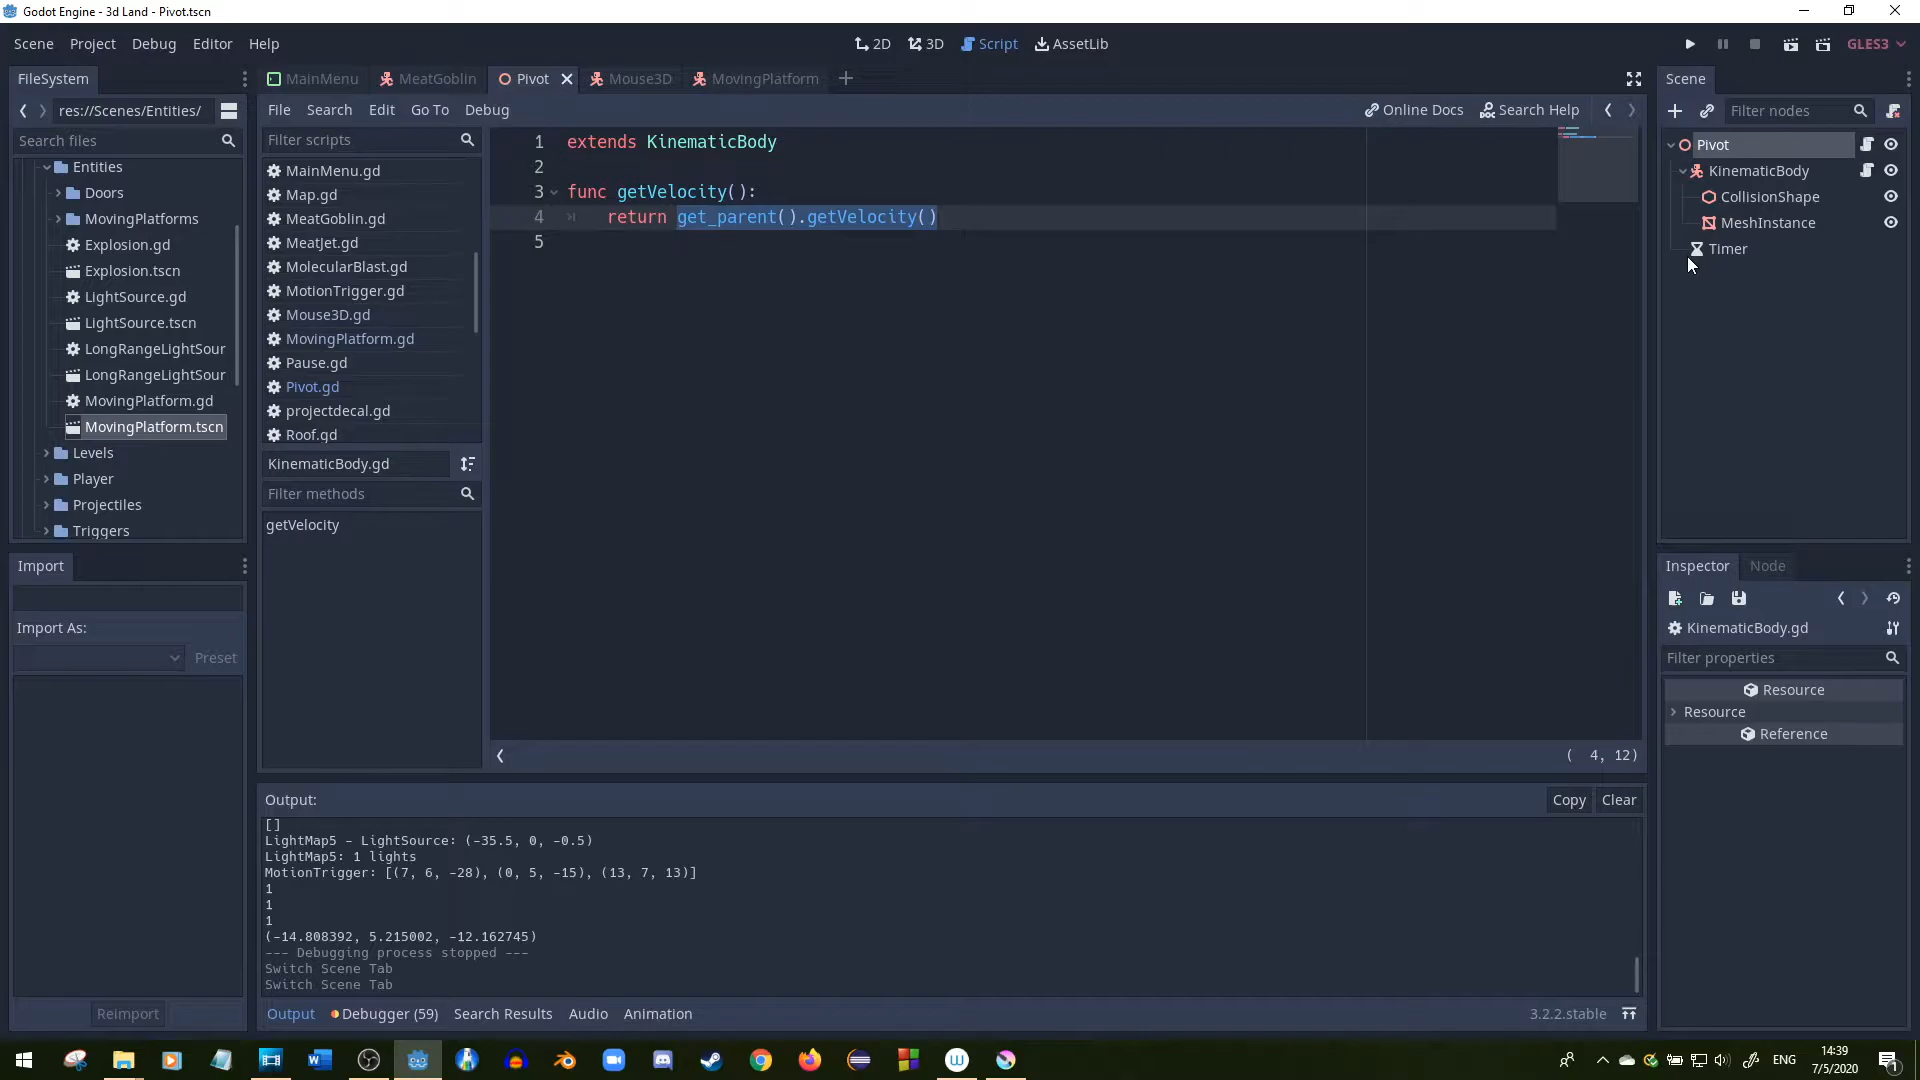 Godot Engine - 3d Land - Pivot.tscn
Scene Project Debug Editor Help
2D 3D Script AssetLib
GLES3
FileSystem
MainMenu MeatGoblin Pivot Mouse3D MovingPlatform
Scene
res://Scenes/Entities/
File Search Edit Go To Debug
Online Docs Search Help
Filter nodes
Search files
Filter scripts
Entities
Doors
MovingPlatforms
Explosion.gd
Explosion.tscn
LightSource.gd
LightSource.tscn
LongRangeLightSour
LongRangeLightSour
MovingPlatform.gd
MovingPlatform.tscn
Levels
Player
Projectiles
Triggers
MainMenu.gd
Map.gd
MeatGoblin.gd
MeatJet.gd
MolecularBlast.gd
MotionTrigger.gd
Mouse3D.gd
MovingPlatform.gd
Pause.gd
Pivot.gd
projectdecal.gd
Roof.gd
KinematicBody.gd
Filter methods
getVelocity
1 extends KinematicBody
2
3 func getVelocity():
4 return get_parent().getVelocity()
5
( 4, 12)
Pivot
KinematicBody
CollisionShape
MeshInstance
Timer
Import
Import As:
Preset
Reimport
Inspector Node
KinematicBody.gd
Filter properties
Resource
Resource
Reference
Output:
Copy Clear
[]
LightMap5 - LightSource: (-35.5, 0, -0.5)
LightMap5: 1 lights
MotionTrigger: [(7, 6, -28), (0, 5, -15), (13, 7, 13)]
1
1
1
(-14.808392, 5.215002, -12.162745)
--- Debugging process stopped ---
Switch Scene Tab
Switch Scene Tab
Output Debugger (59) Search Results Audio Animation
3.2.2.stable
ENG
14:39
7/5/2020
1